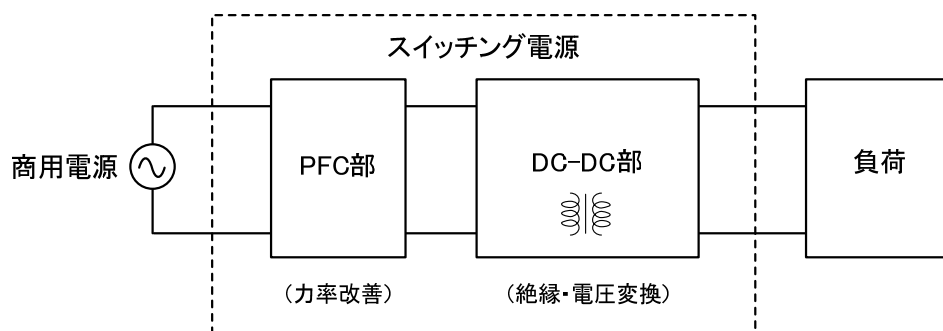 スイッチング電源
商用電源
PFC部
DC-DC部
負荷
(力率改善)
(絶縁・電圧変換)